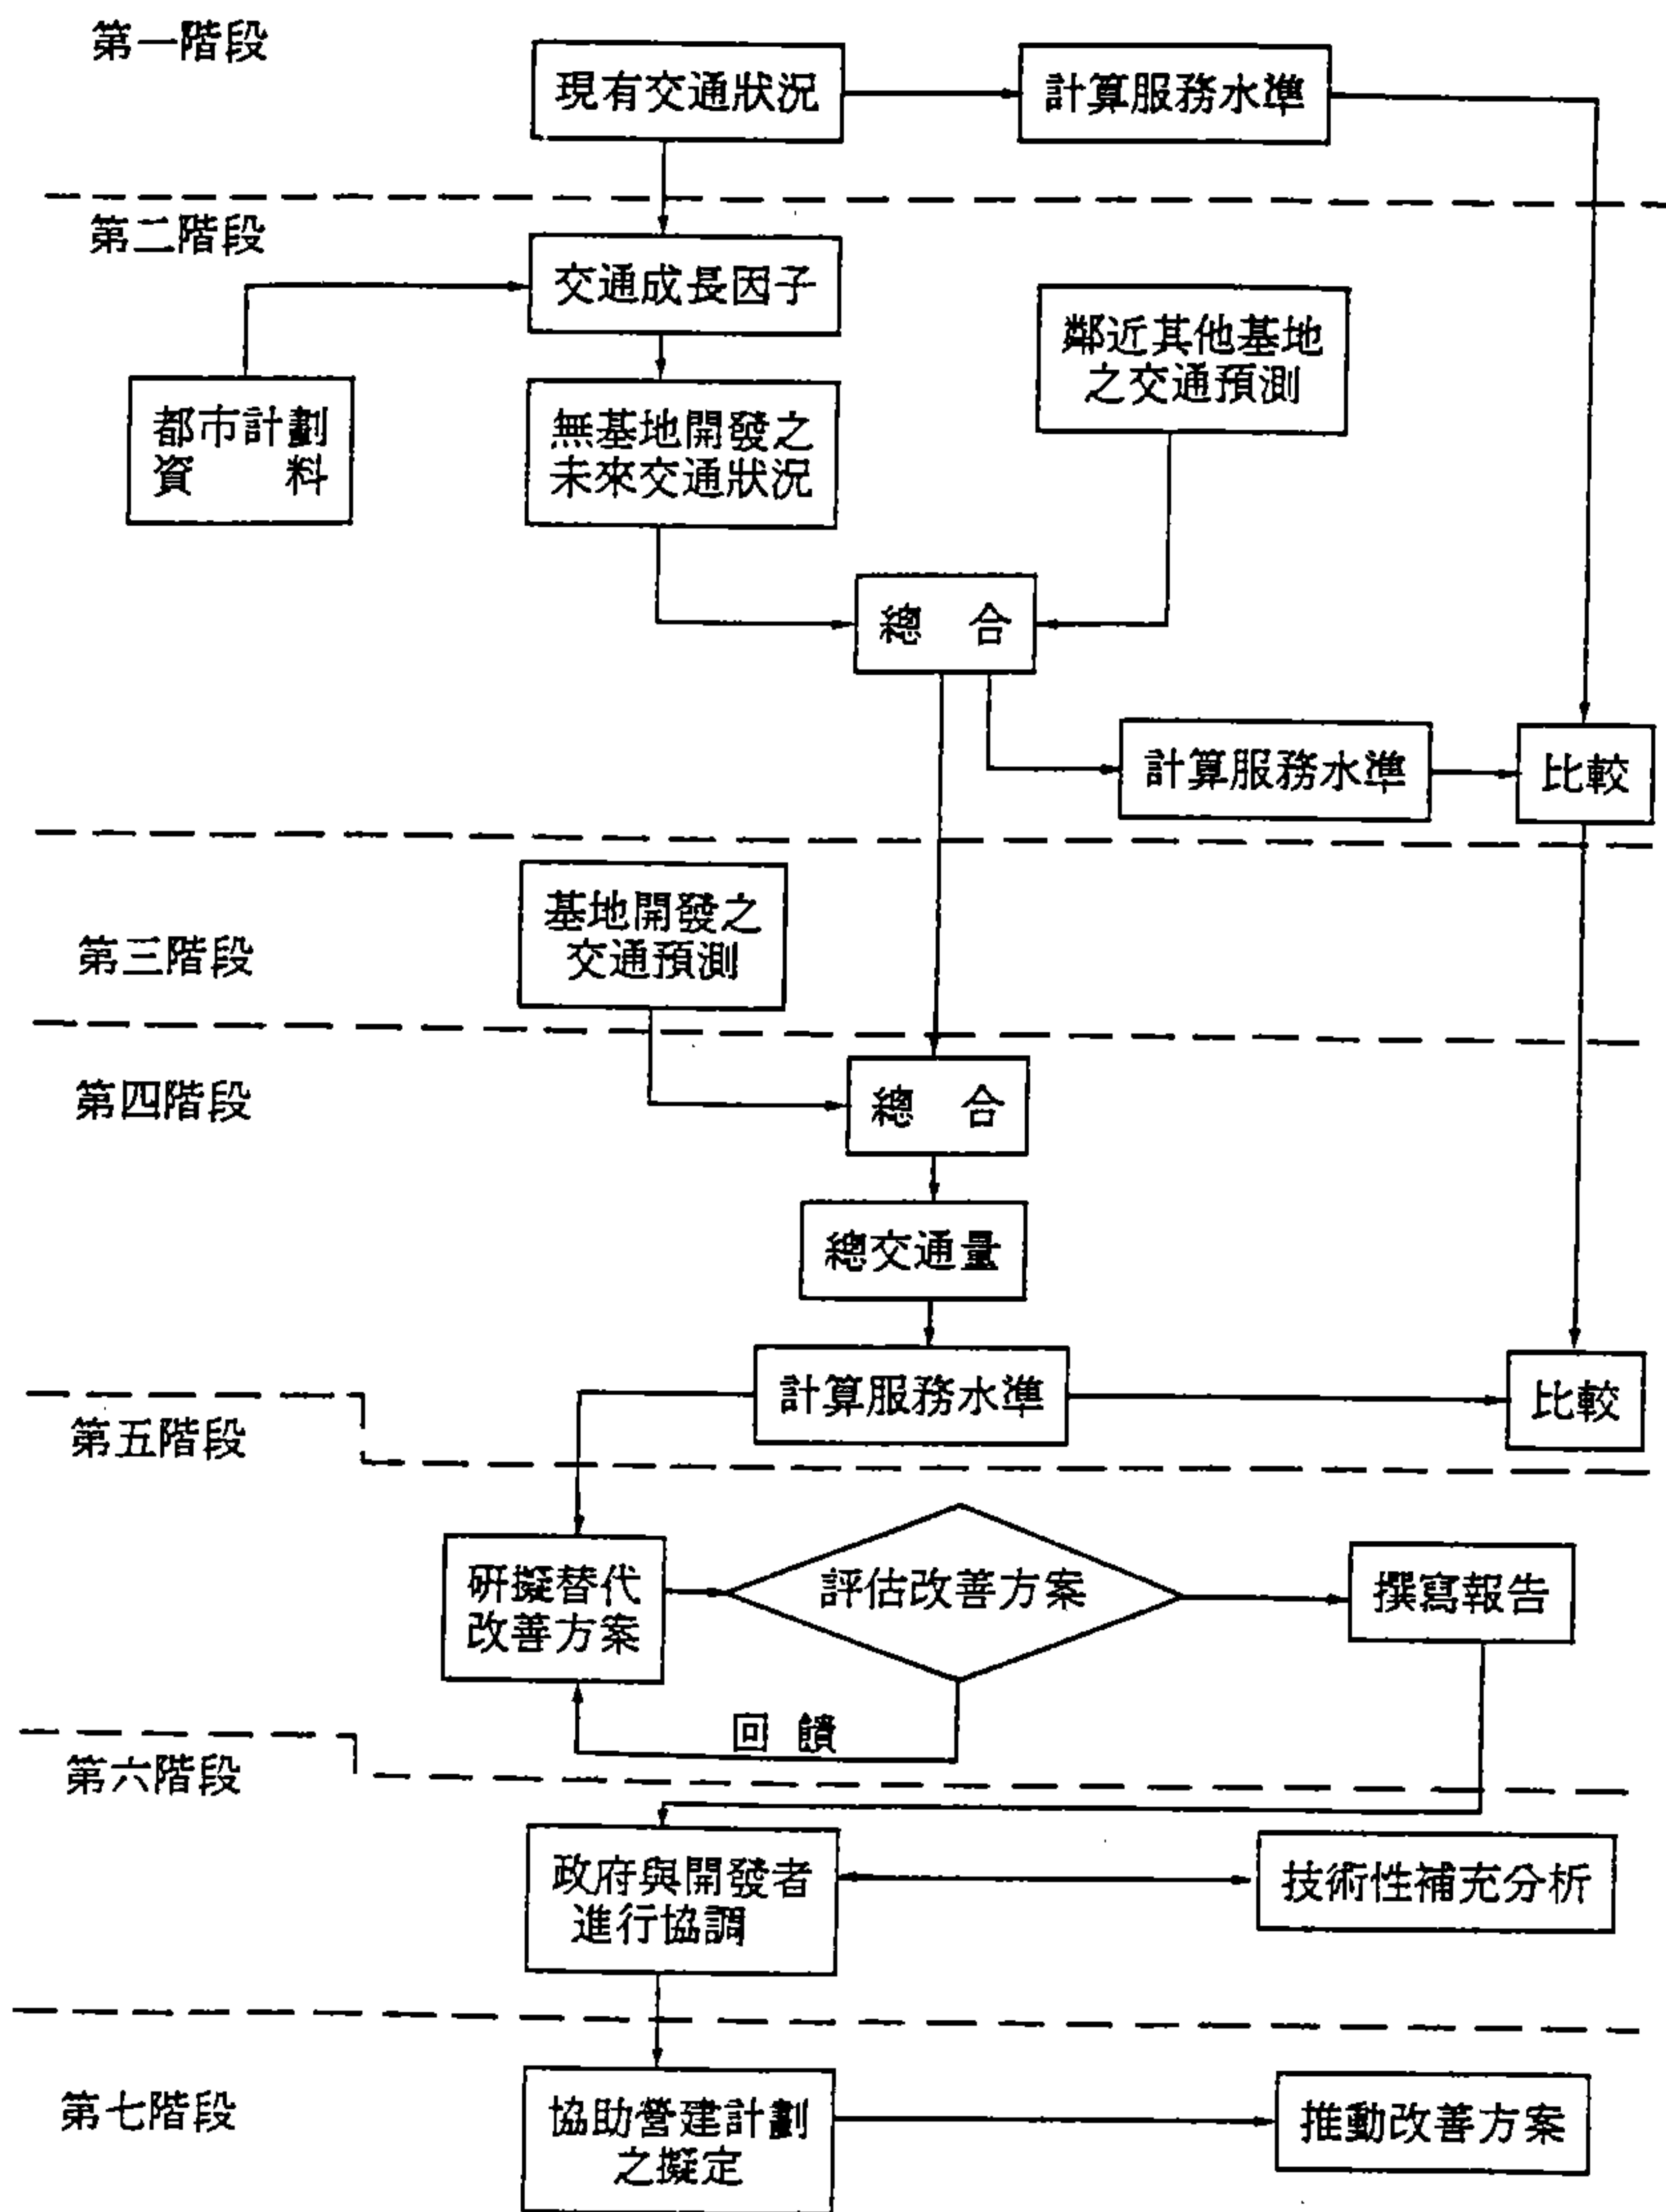 第一階段
現有交通狀況
計算服務水準
第二階段
交通成長因子
鄰近其他基地
之交通預測
都市計劃
資 料
無基地開發之
未來交通狀況
總 合
計算服務水準
比較
基地開發之
交通預測
第三階段
第四階段
總 合
總交通量
計算服務水準
比較
第五階段
研擬替代
改善方案
評估改善方案
撰寫報告
回饋
第六階段
政府與開發者
進行協調
技術性補充分析
第七階段
協助營建計劃
之擬定
推動改善方案